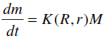 dm/dt = K(R, r)M